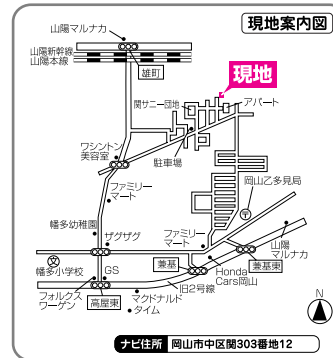 現地案内図
山陽マルナカ
山陽新幹線
山陽本線
雄町
現地
関サニー団地
アパート
ワシントン
美容室
駐車場
ファミリー
マート
岡山乙多見局
幡多幼稚園
ザグザグ
ファミリー
マート
山陽
マルナカ
文
幡多小学校
GS
兼基
兼基東
Honda
Cars岡山
フォルクス
ワーゲン
高屋東
旧2号線
マクドナルド
タイム
N
ナビ住所 岡山市中区関303番地12